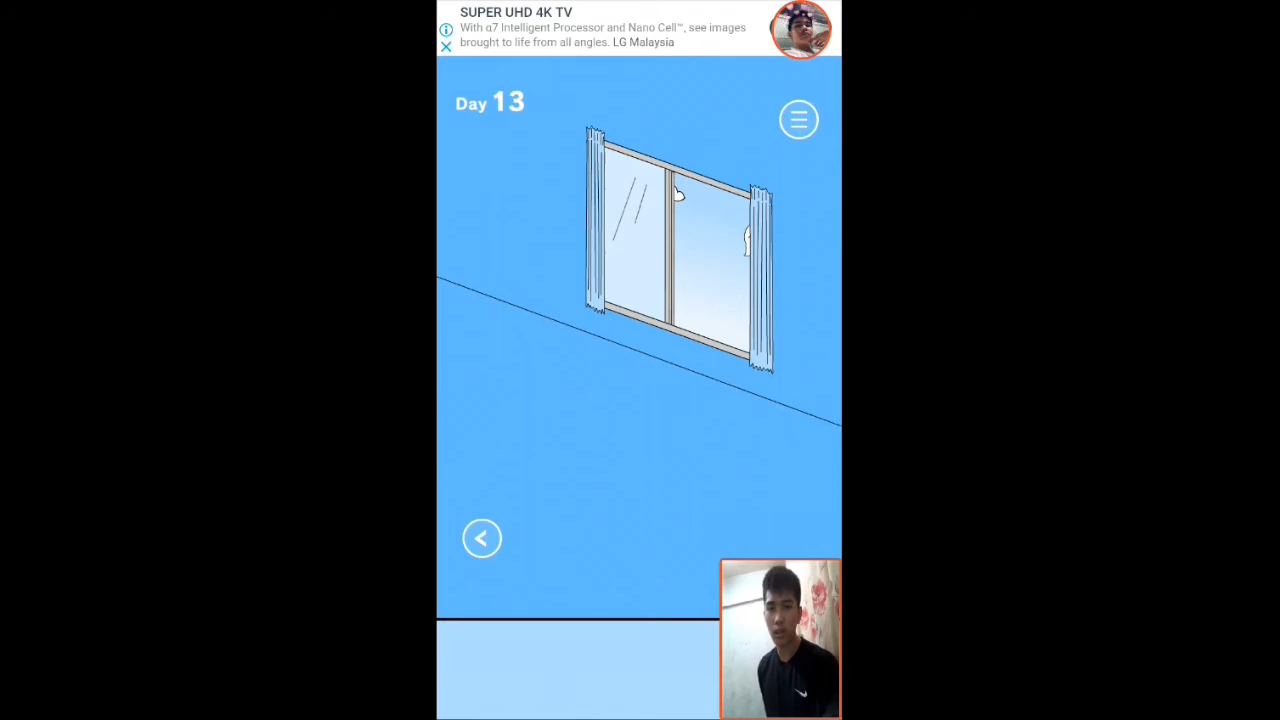 SUPER UHD 4K TV
With α7 Intelligent Processor and Nano Cell™, see images
brought to life from all angles. LG Malaysia
Day 13